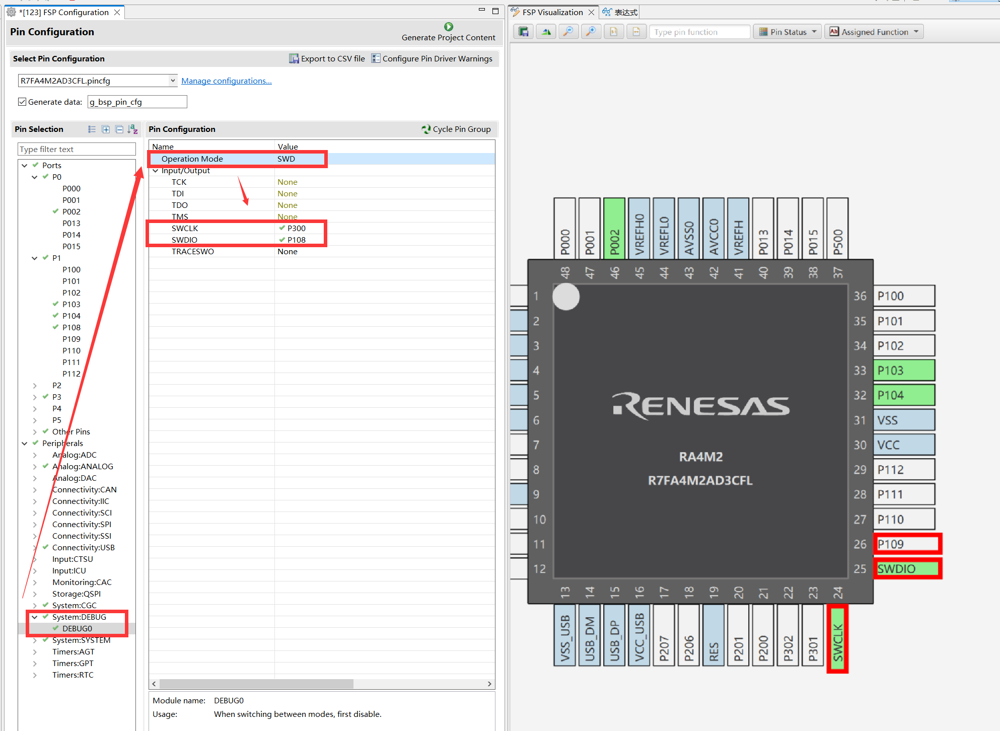 *[123] FSP Configuration
Pin Configuration
Generate Project Content
Select Pin Configuration
Export to CSV file
Configure Pin Driver Warnings
R7FA4M2AD3CFL.pincfg
Manage configurations...
Generate data:
g_bsp_pin_cfg
Pin Selection
Type filter text
Ports
P0
P000
P001
P002
P013
P014
P015
P1
P100
P101
P102
P103
P104
P108
P109
P110
P111
P112
P2
P3
P4
P5
Other Pins
Peripherals
Analog:ADC
Analog:ANALOG
Analog:DAC
Connectivity:CAN
Connectivity:IIC
Connectivity:SCI
Connectivity:SPI
Connectivity:SSI
Connectivity:USB
Input:CTSU
Input:ICU
Monitoring:CAC
Storage:QSPI
System:CGC
System:DEBUG
DEBUG0
System:SYSTEM
Timers:AGT
Timers:GPT
Timers:RTC
Pin Configuration
Cycle Pin Group
Name Value
Operation Mode SWD
Input/Output
TCK None
TDI None
TDO None
TMS None
SWCLK P300
SWDIO P108
TRACESWO None
Module name: DEBUG0
Usage: When switching between modes, first disable.
FSP Visualization
表达式
Type pin function
Pin Status
Assigned Function
P000
P001
P002
VREFH0
VREFL0
AVSS0
AVCC0
VREFH
P013
P014
P015
P500
48
47
46
45
44
43
42
41
40
39
38
37
1
2
3
4
5
6
7
8
9
10
11
12
RENESAS
RA4M2
R7FA4M2AD3CFL
36 P100
35 P101
34 P102
33 P103
32 P104
31 VSS
30 VCC
29 P112
28 P111
27 P110
26 P109
25 SWDIO
13
14
15
16
17
18
19
20
21
22
23
24
VSS_USB
USB_DM
USB_DP
VCC_USB
P207
P206
RES
P201
P200
P302
P301
SWCLK